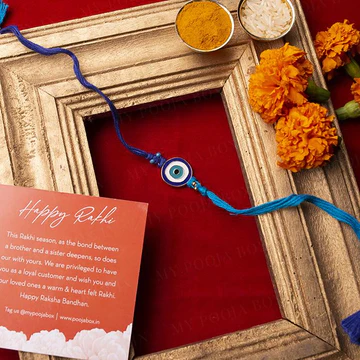 Happy Rakhi
This Rakhi season, as the bond between
a brother and a sister deepens, so does
our with yours. We are privileged to have
you as a loyal customer and wish you and
our loved ones a warm & heart felt Rakhi.
Happy Raksha Bandhan.
Tag us @mypoojabox | www.poojabox.in